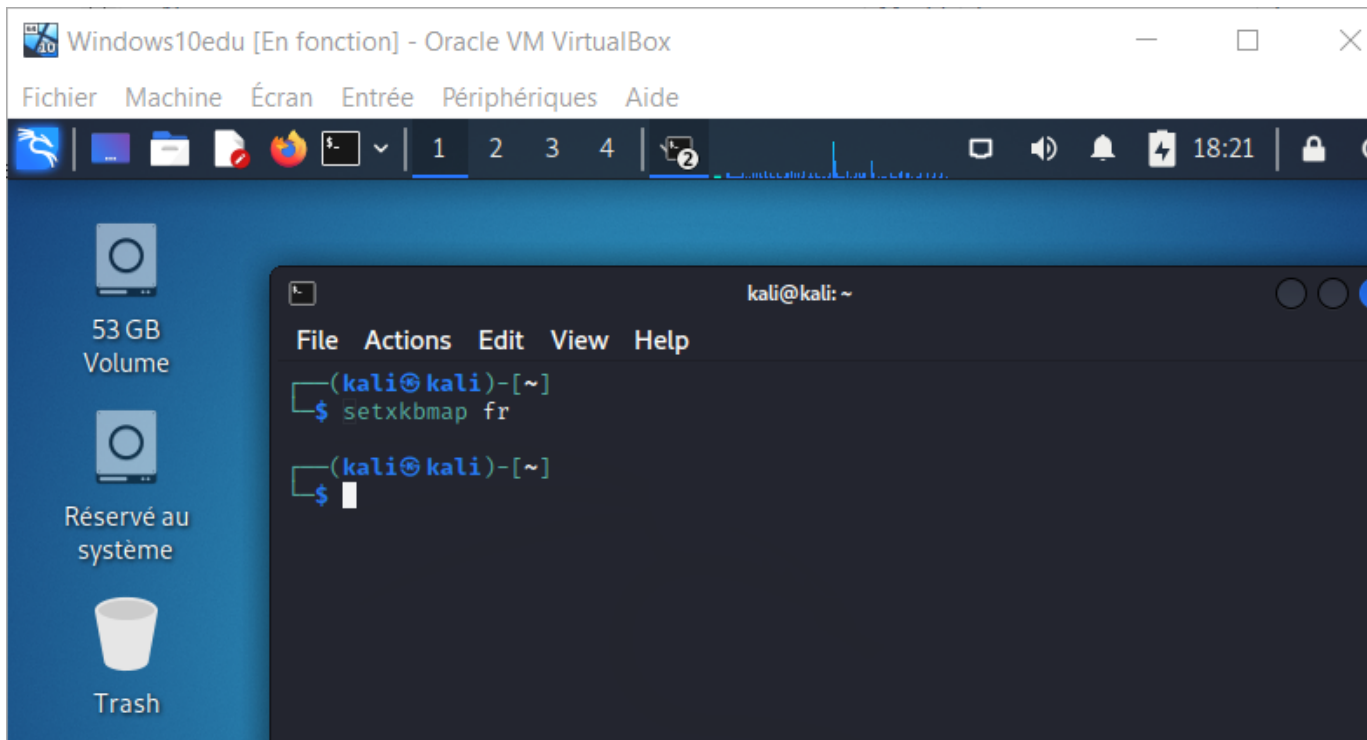 Windows10edu [En fonction] - Oracle VM VirtualBox
Fichier Machine Écran Entrée Périphériques Aide
1 2 3 4 2 18:21
53 GB
Volume
Réservé au
système
Trash
kali@kali: ~
File Actions Edit View Help
┌──(kali㉿kali)-[~]
└─$ setxkbmap fr
┌──(kali㉿kali)-[~]
└─$